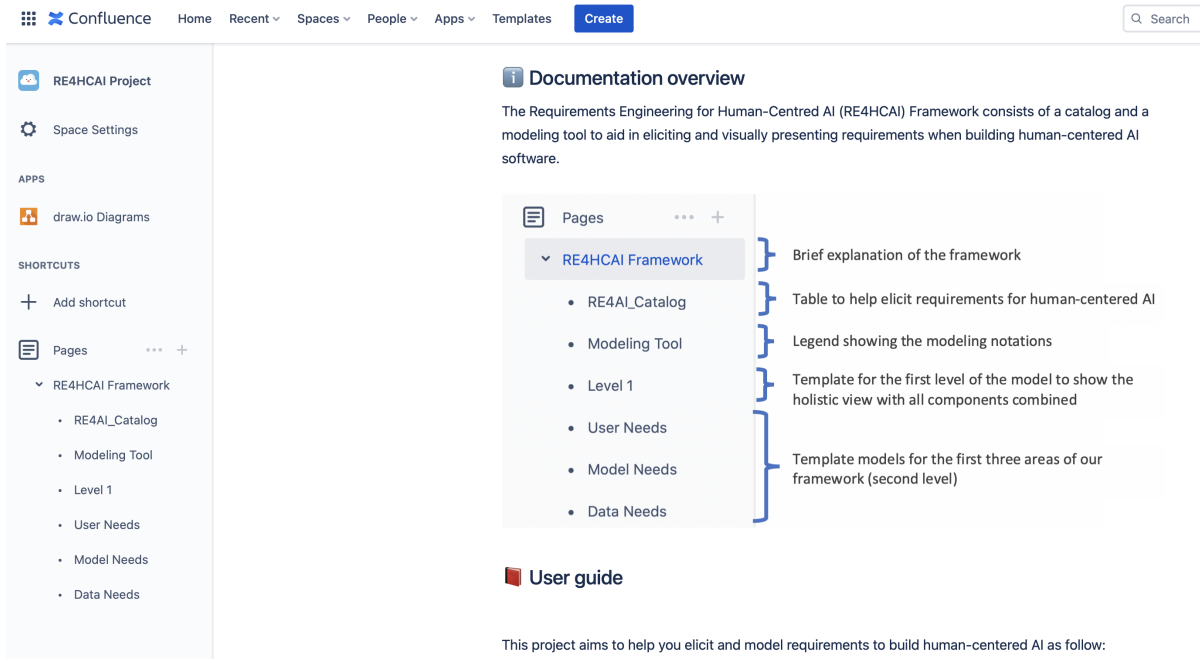 Confluence Home Recent Spaces People Apps Templates Create Search
RE4HCAI Project
Space Settings
APPS
draw.io Diagrams
SHORTCUTS
Add shortcut
Pages
RE4HCAI Framework
RE4AI_Catalog
Modeling Tool
Level 1
User Needs
Model Needs
Data Needs
Documentation overview
The Requirements Engineering for Human-Centred AI (RE4HCAI) Framework consists of a catalog and a
modeling tool to aid in eliciting and visually presenting requirements when building human-centered AI
software.
Pages
RE4HCAI Framework
Brief explanation of the framework
RE4AI_Catalog
Table to help elicit requirements for human-centered AI
Modeling Tool
Legend showing the modeling notations
Level 1
Template for the first level of the model to show the
holistic view with all components combined
User Needs
Model Needs
Data Needs
Template models for the first three areas of our
framework (second level)
User guide
This project aims to help you elicit and model requirements to build human-centered AI as follow: